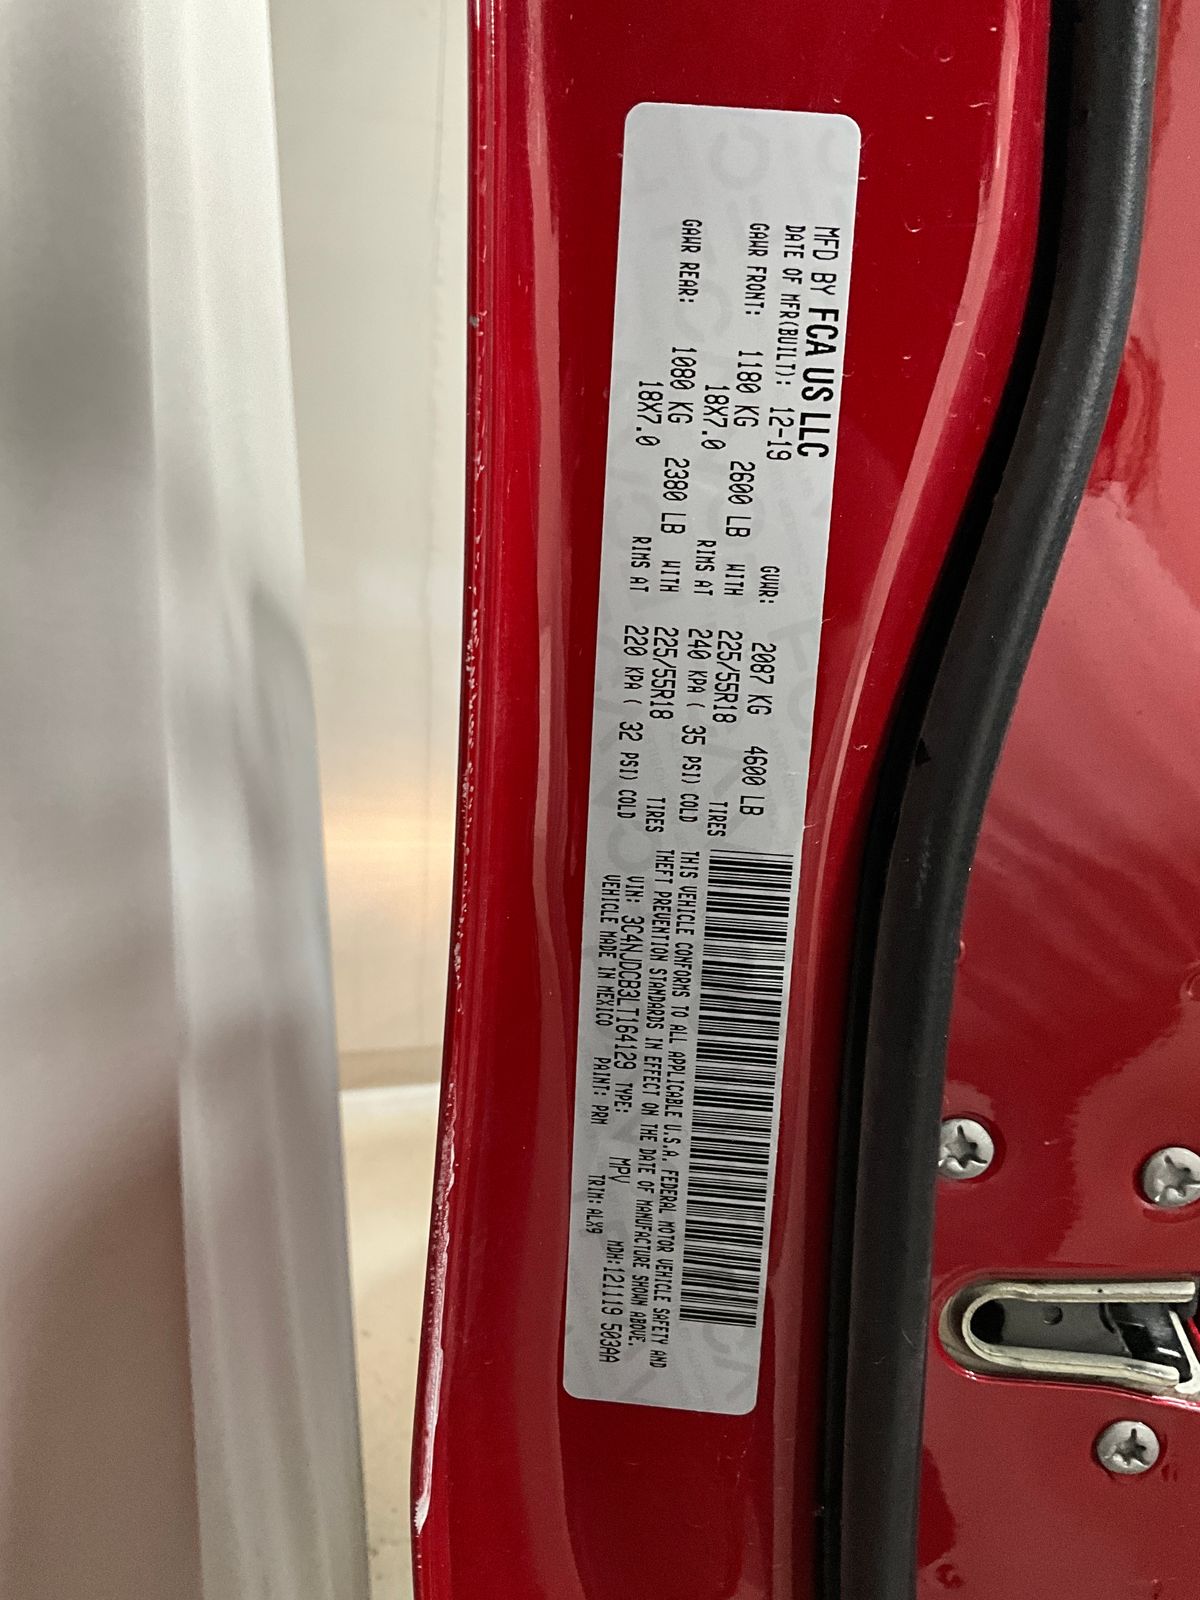 MFD BY FCA US LLC
DATE OF MFR(BUILT): 12-19 GVWR: 2087 KG 4600 LB
GAWR FRONT: 1180 KG 2600 LB WITH 225/55R18 TIRES
18X7.0 RIMS AT 240 KPA ( 35 PSI) COLD
GAWR REAR: 1080 KG 2380 LB WITH 225/55R18 TIRES
18X7.0 RIMS AT 220 KPA ( 32 PSI) COLD
THIS VEHICLE CONFORMS TO ALL APPLICABLE U.S.A. FEDERAL MOTOR VEHICLE SAFETY AND
THEFT PREVENTION STANDARDS IN EFFECT ON THE DATE OF MANUFACTURE SHOWN ABOVE.
VIN: 3C4NJDCB3LT164129 TYPE: MPV MDH:121119 503AA
VEHICLE MADE IN MEXICO PAINT: PRM TRIM: ALX9